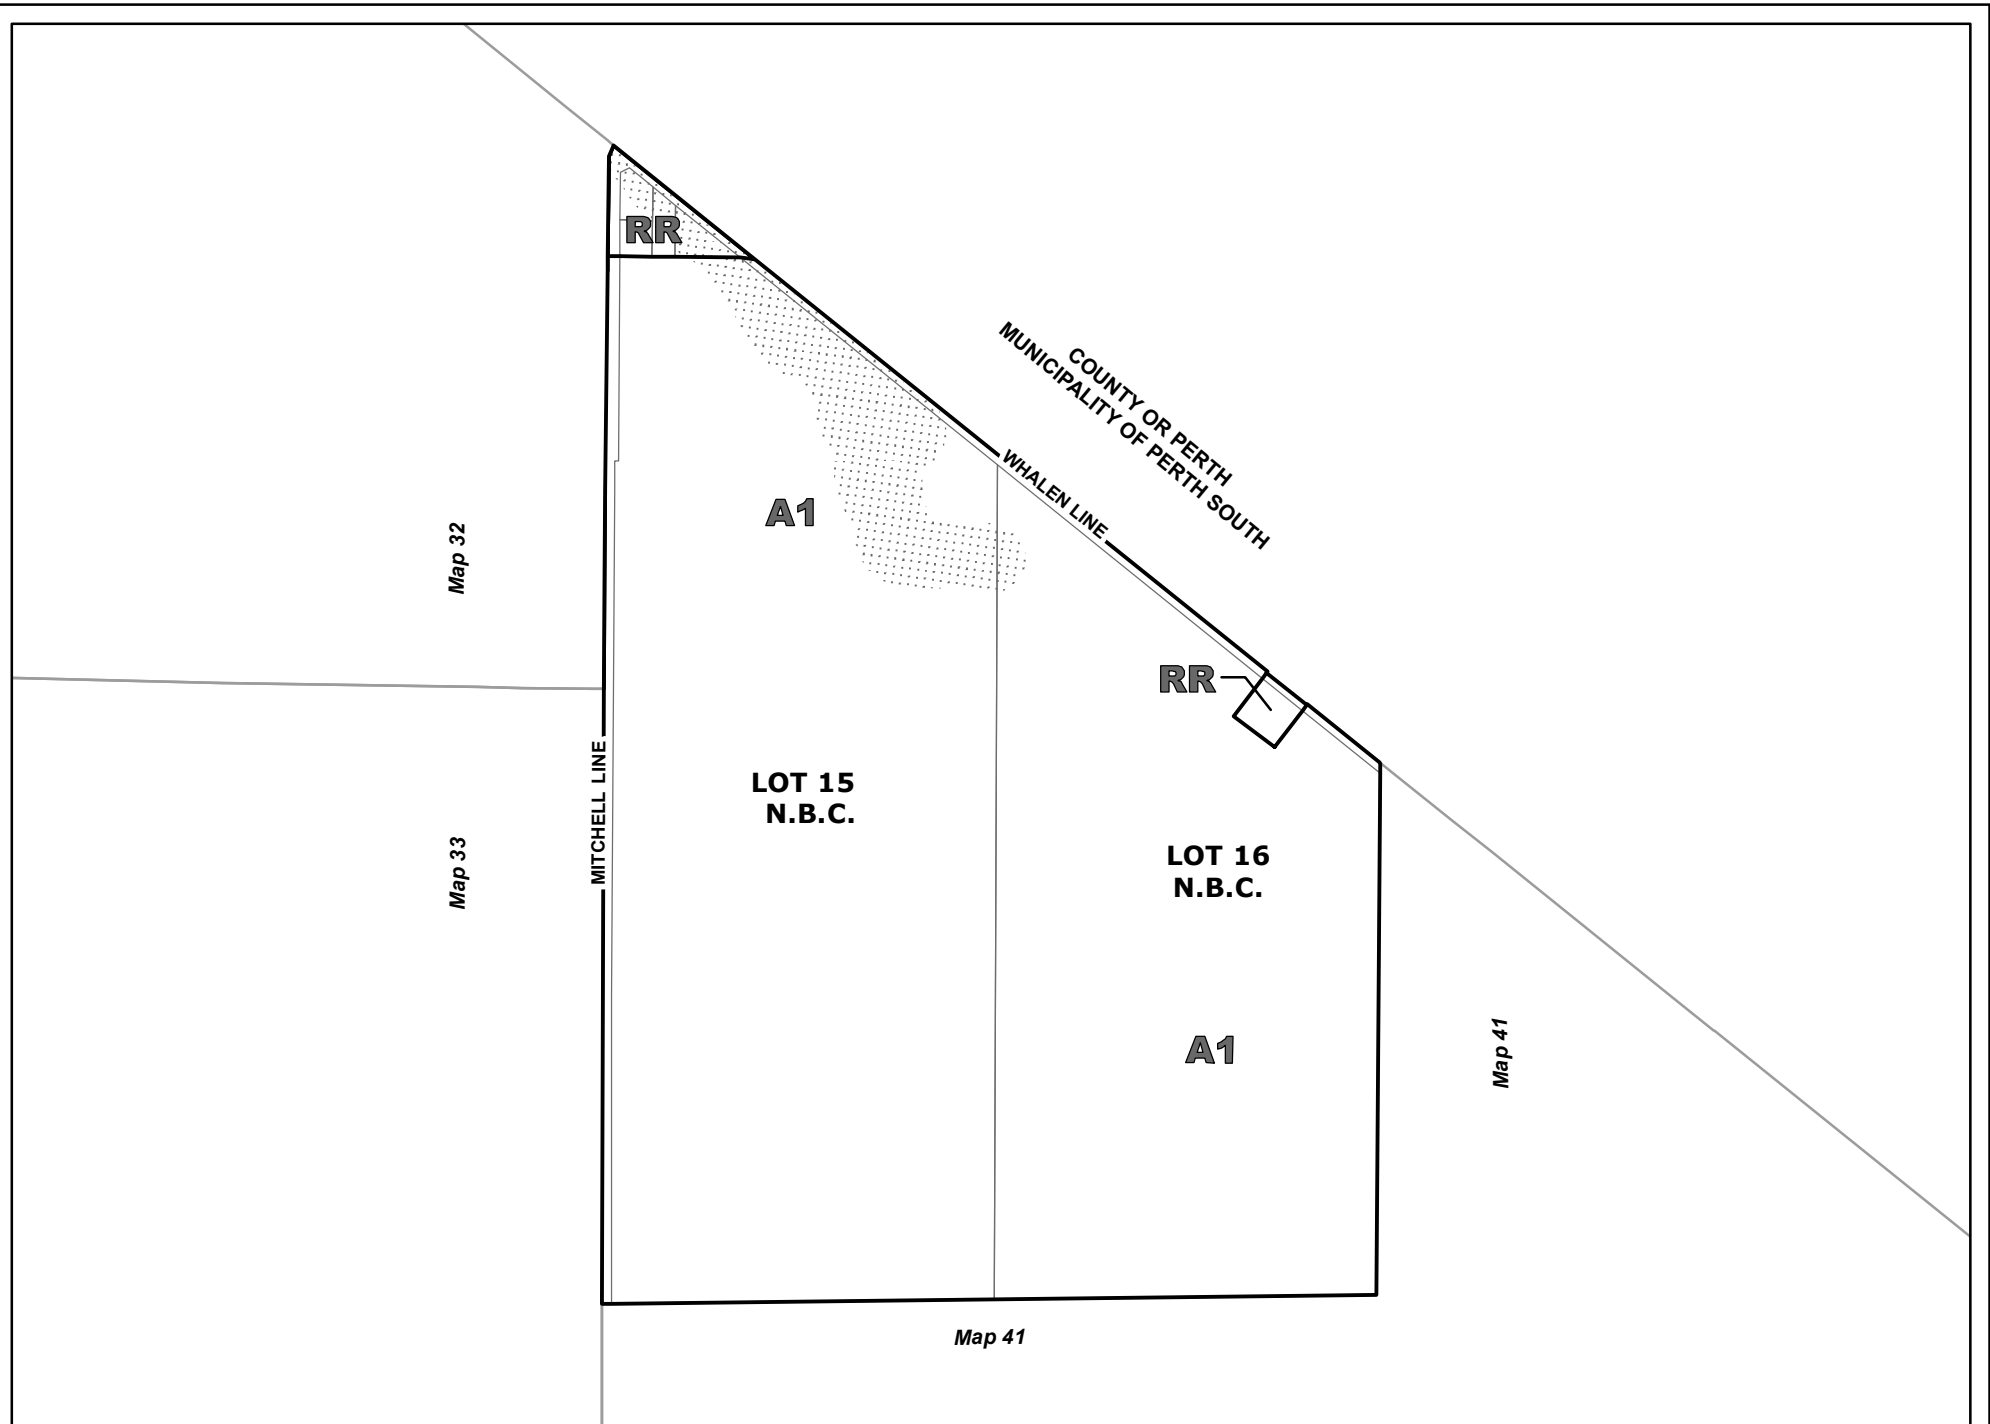 RR
COUNTY OR PERTH
MUNICIPALITY OF PERTH SOUTH
WHALEN LINE
A1
Map 32
RR
MITCHELL LINE
LOT 15
N.B.C.
Map 33
LOT 16
N.B.C.
A1
Map 41
Map 41